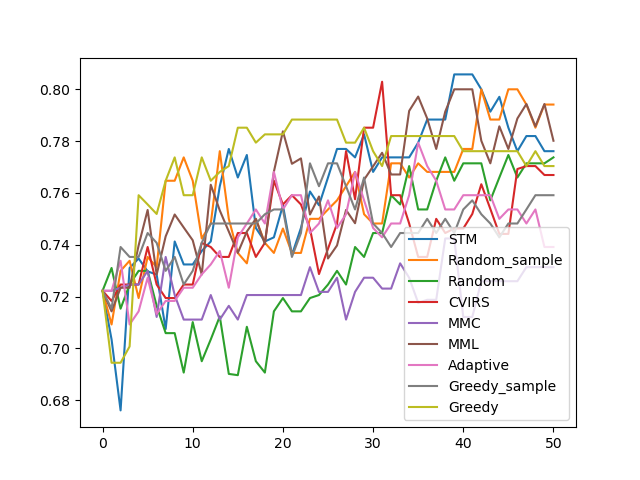 0.80
0.78
0.76
0.74
0.72
0.70
0.68
0 10 20 30 40 50
STM
Random_sample
Random
CVIRS
MMC
MML
Adaptive
Greedy_sample
Greedy